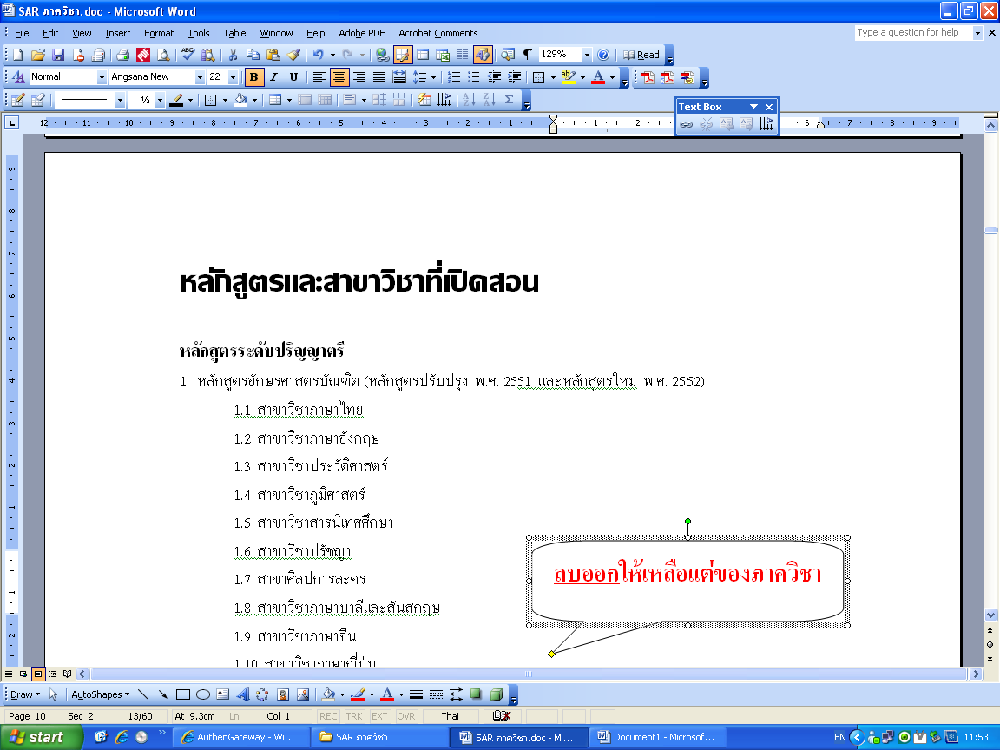 SAR ภาควิชา.doc - Microsoft Word
File Edit View Insert Format Tools Table Window Help Adobe PDF Acrobat Comments
Type a question for help
129% Read
Normal Angsana New 22 B I U
½
Text Box
12 11 10 9 8 7 6 5 4 3 2 1 1 2 6 7 8 9
หลักสูตรและสาขาวิชาที่เปิดสอน
หลักสูตรระดับปริญญาตรี
1. หลักสูตรอักษรศาสตรบัณฑิต (หลักสูตรปรับปรุง พ.ศ. 2551 และหลักสูตรใหม่ พ.ศ. 2552)
1.1 สาขาวิชาภาษาไทย
1.2 สาขาวิชาภาษาอังกฤษ
1.3 สาขาวิชาประวัติศาสตร์
1.4 สาขาวิชาภูมิศาสตร์
1.5 สาขาวิชาสารนิเทศศึกษา
1.6 สาขาวิชาปรัชญา
1.7 สาขาศิลปการละคร
1.8 สาขาวิชาภาษาบาลีและสันสกฤษ
1.9 สาขาวิชาภาษาจีน
1.10 สาขาวิชาภาษาญี่ปุ่น
ลบออกให้เหลือแต่ของภาควิชา
Draw AutoShapes
Page 10 Sec 2 13/60 At 9.3cm Ln Col 1 REC TRK EXT OVR Thai
start AuthenGateway - Wi... SAR ภาควิชา SAR ภาควิชา.doc - Mi... Document1 - Microsof... EN 11:53